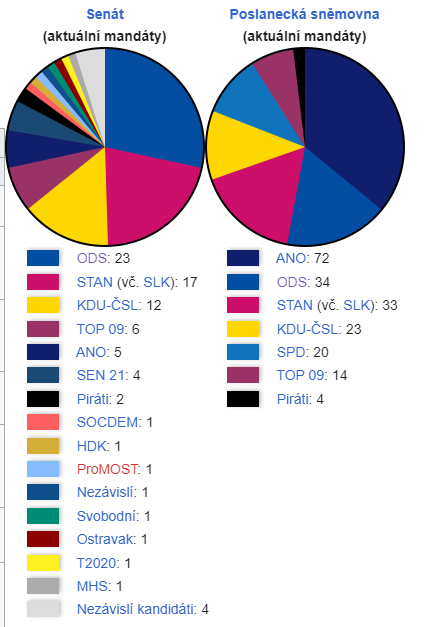 Senát
(aktuální mandáty)
ODS: 23
STAN (vč. SLK): 17
KDU-ČSL: 12
TOP 09: 6
ANO: 5
SEN 21: 4
Piráti: 2
SOCDEM: 1
HDK: 1
ProMOST: 1
Nezávislí: 1
Svobodní: 1
Ostravak: 1
T2020: 1
MHS: 1
Nezávislí kandidáti: 4
Poslanecká sněmovna
(aktuální mandáty)
ANO: 72
ODS: 34
STAN (vč. SLK): 33
KDU-ČSL: 23
SPD: 20
TOP 09: 14
Piráti: 4